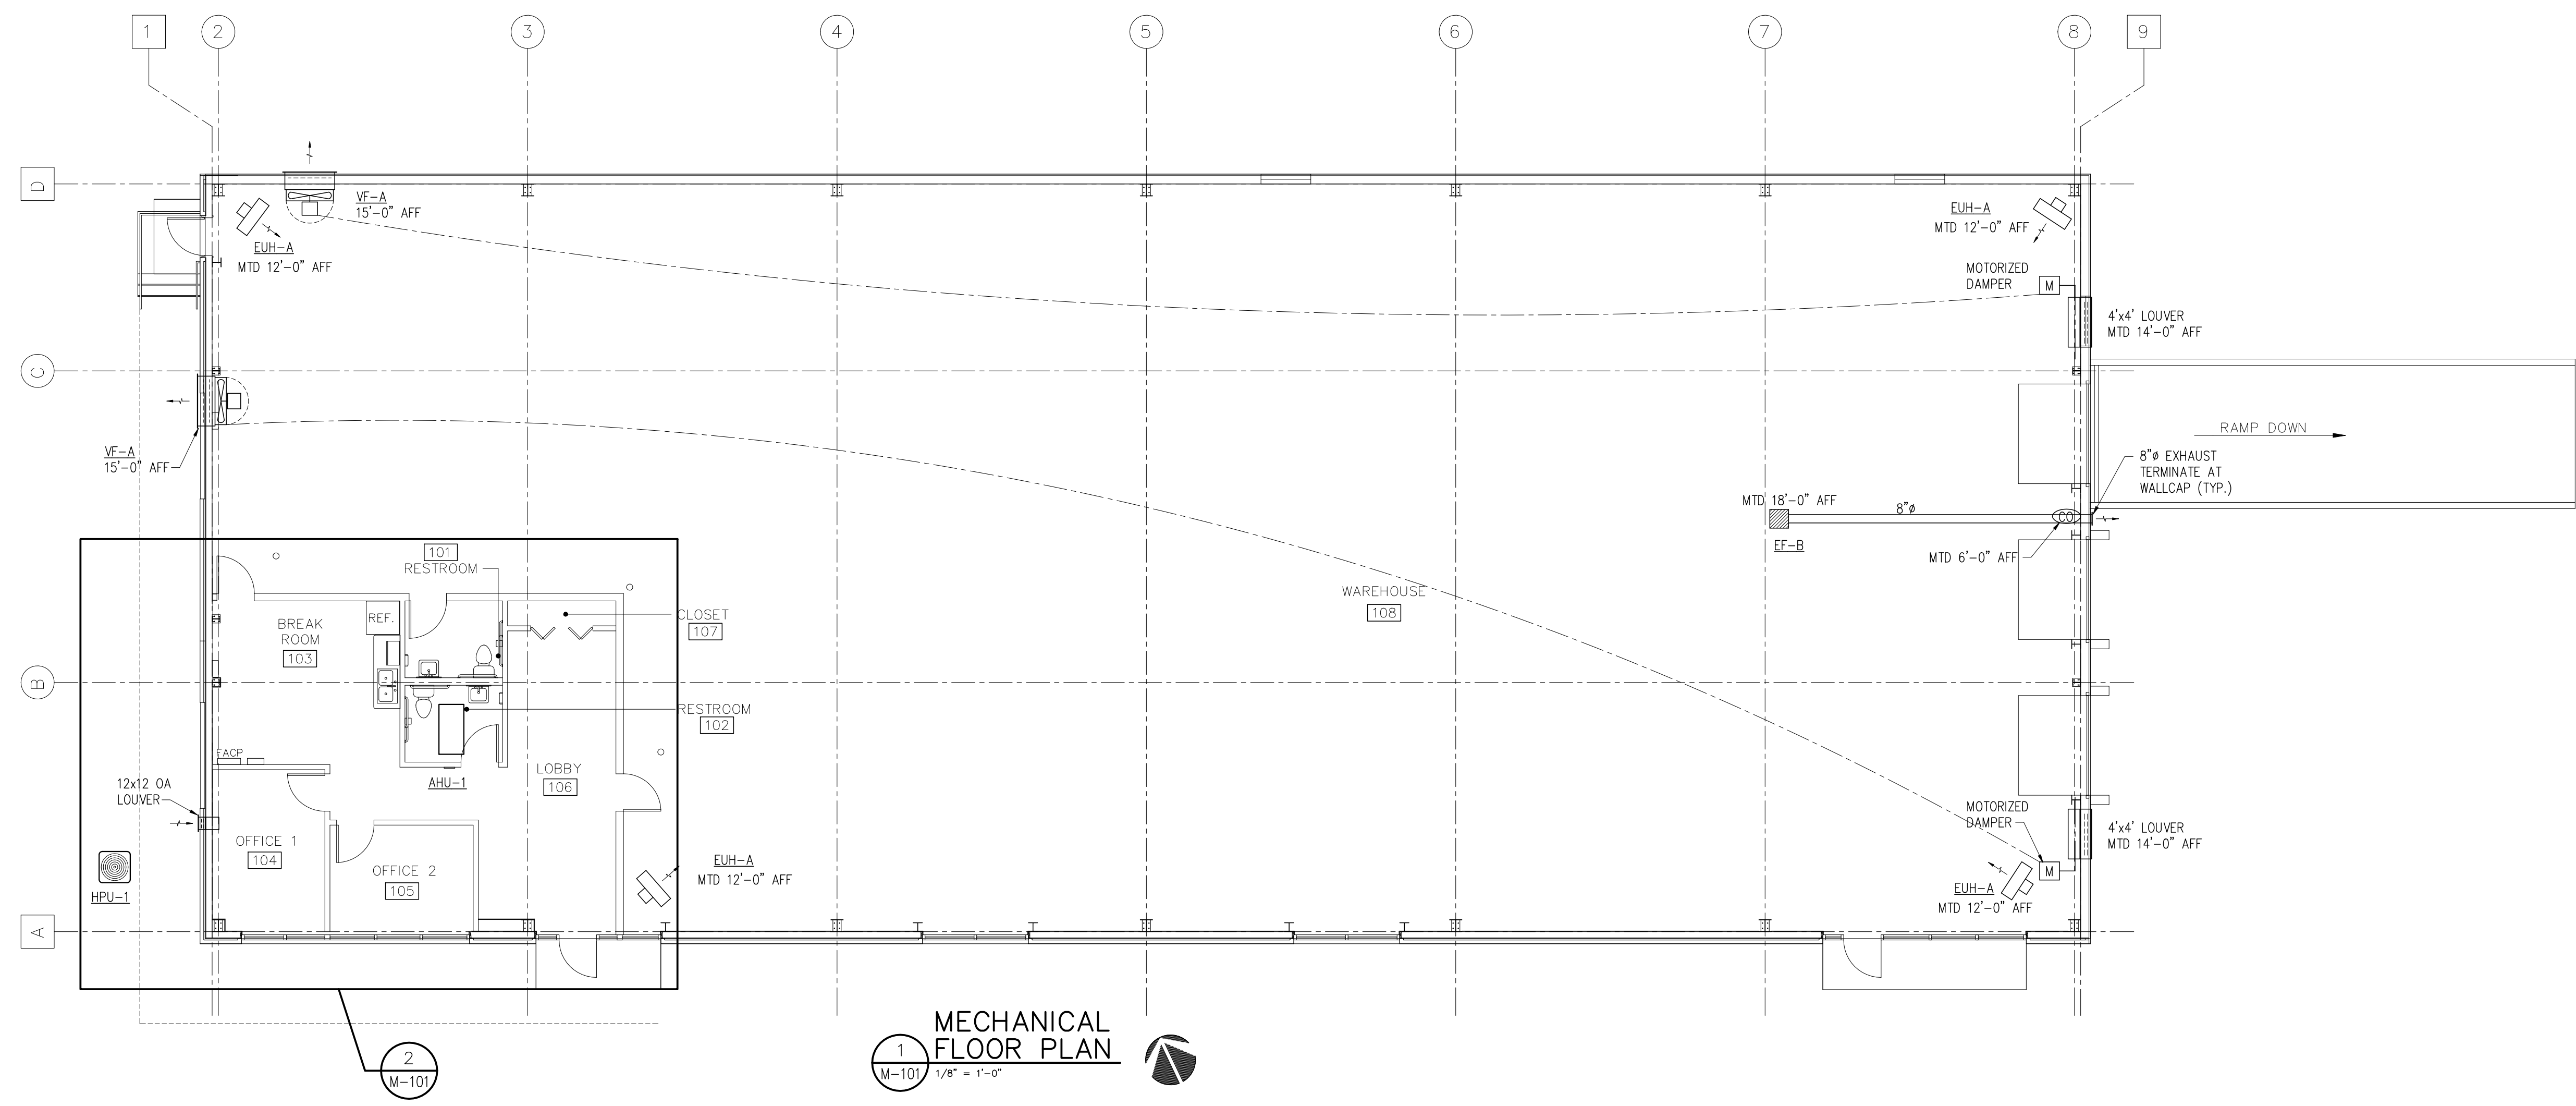 1
2
3
4
5
6
7
8
9
D
C
B
A
VF-A
15'-0" AFF
EUH-A
MTD 12'-0" AFF
EUH-A
MTD 12'-0" AFF
MOTORIZED
DAMPER
M
4'x4' LOUVER
MTD 14'-0" AFF
VF-A
15'-0" AFF
RAMP DOWN
8"ø EXHAUST
TERMINATE AT
WALLCAP (TYP.)
MTD 18'-0" AFF
8"ø
CO
EF-B
MTD 6'-0" AFF
101
RESTROOM
WAREHOUSE
108
CLOSET
107
REF.
BREAK
ROOM
103
RESTROOM
102
FACP
LOBBY
106
AHU-1
12x12 OA
LOUVER
OFFICE 1
104
OFFICE 2
105
HPU-1
EUH-A
MTD 12'-0" AFF
MOTORIZED
DAMPER
M
4'x4' LOUVER
MTD 14'-0" AFF
EUH-A
MTD 12'-0" AFF
2
M-101
1
M-101
MECHANICAL
FLOOR PLAN
1/8" = 1'-0"